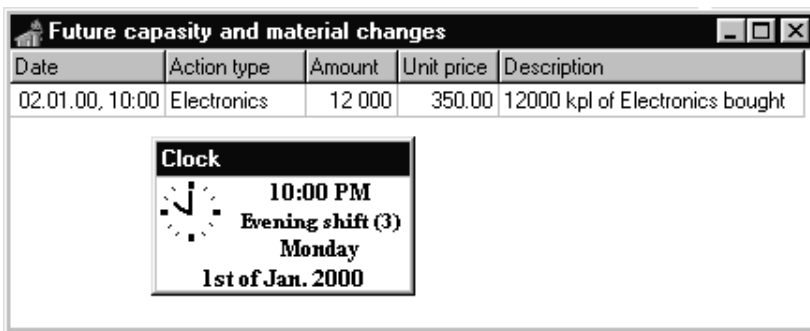 Future capasity and material changes
Date Action type Amount Unit price Description
02.01.00, 10:00 Electronics 12 000 350.00 12000 kpl of Electronics bought
Clock
10:00 PM
Evening shift (3)
Monday
1st of Jan. 2000